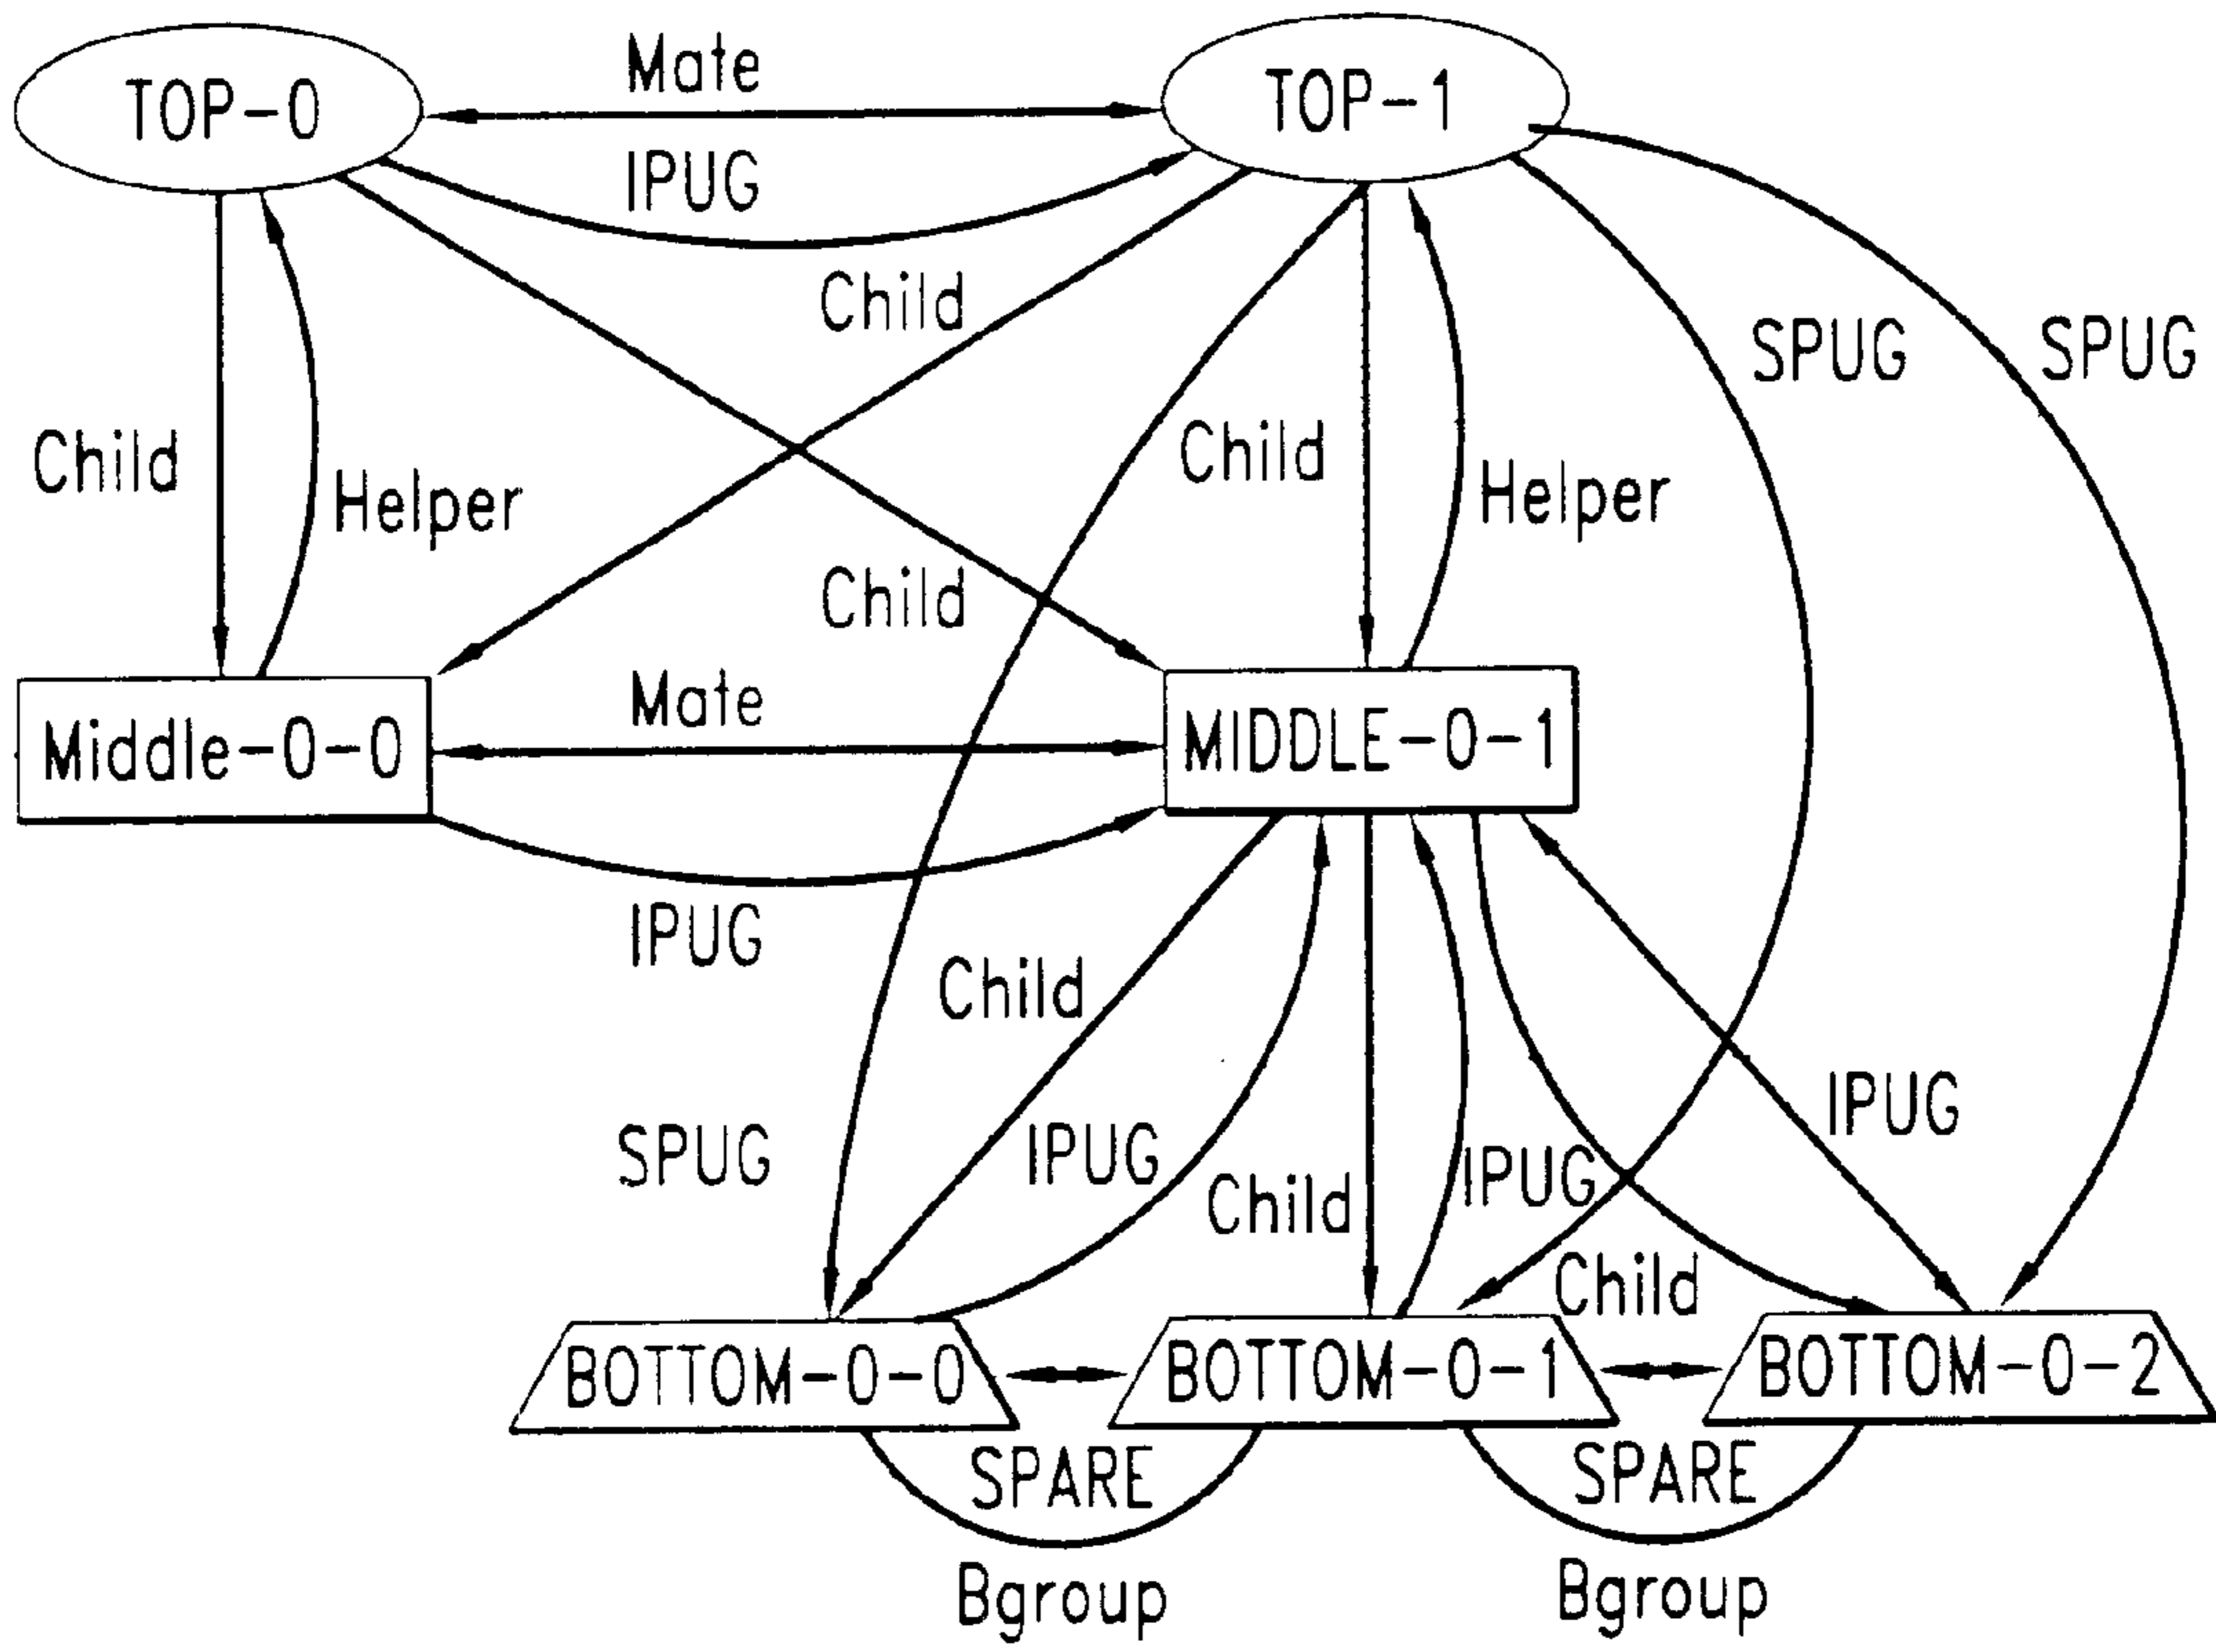 Mate
TOP-0
TOP-1
IPUG
Child
SPUG
SPUG
Child
Child
Helper
Helper
Child
Mate
Middle-0-0
MIDDLE-0-1
IPUG
Child
IPUG
SPUG
IPUG
IPUG
Child
Child
BOTTOM-0-0
BOTTOM-0-1
BOTTOM-0-2
SPARE
SPARE
Bgroup
Bgroup